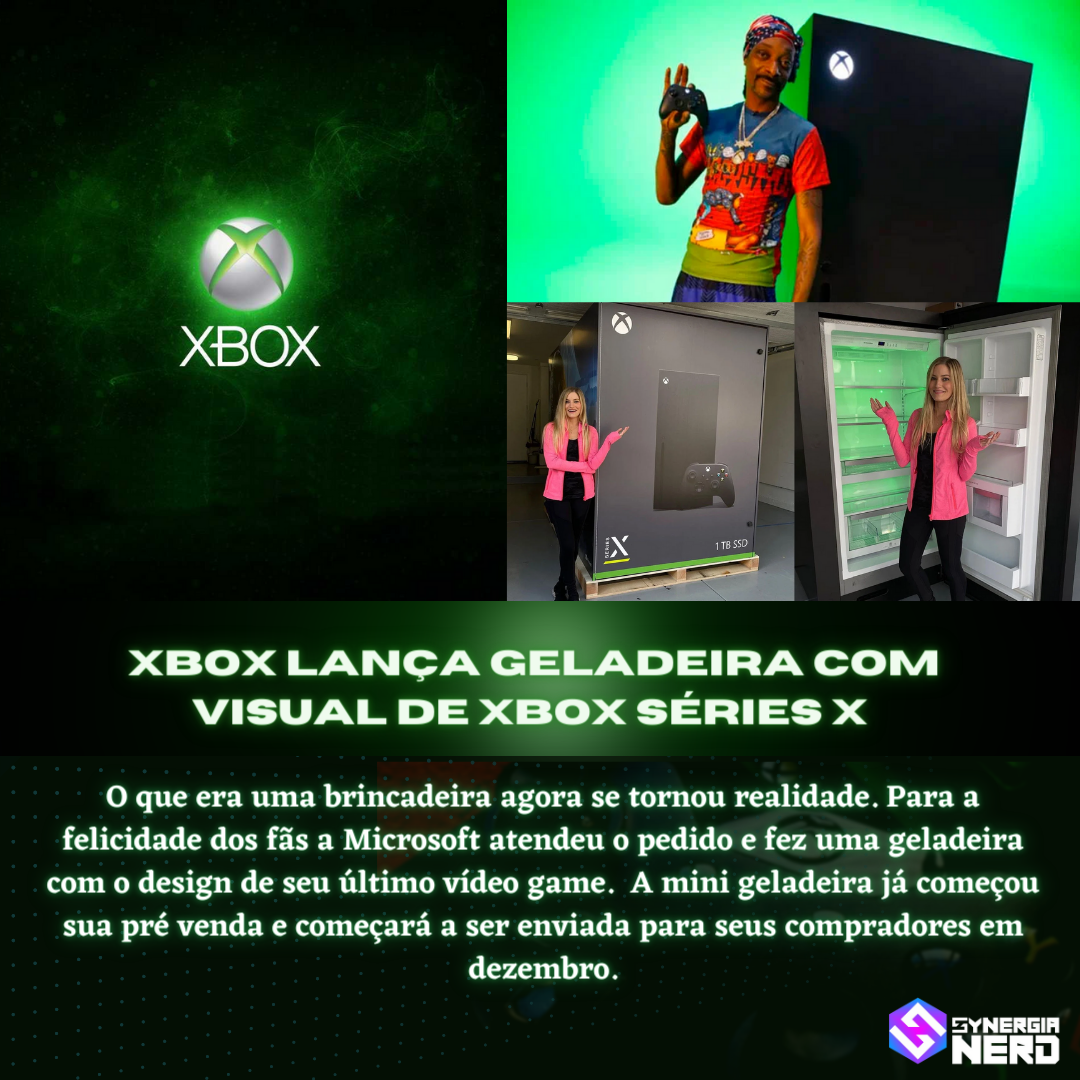 XBOX
SERIES X
1 TB SSD
XBOX LANÇA GELADEIRA COM
VISUAL DE XBOX SÉRIES X
O que era uma brincadeira agora se tornou realidade. Para a
felicidade dos fãs a Microsoft atendeu o pedido e fez uma geladeira
com o design de seu último vídeo game. A mini geladeira já começou
sua pré venda e começará a ser enviada para seus compradores em
dezembro.
SYNERGIA
NERD